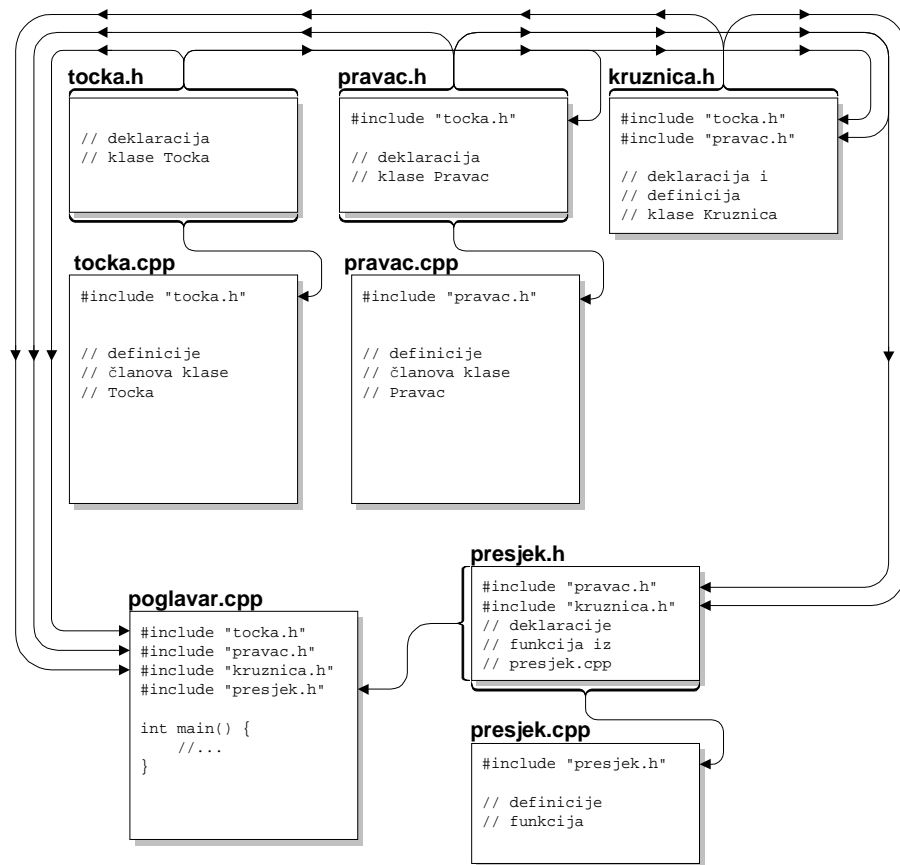 tocka.h
// deklaracija
// klase Tocka
pravac.h
#include "tocka.h"
// deklaracija
// klase Pravac
kruznica.h
#include "tocka.h"
#include "pravac.h"
// deklaracija i
// definicija
// klase Kruznica
tocka.cpp
#include "tocka.h"
// definicije
// članova klase
// Tocka
pravac.cpp
#include "pravac.h"
// definicije
// članova klase
// Pravac
presjek.h
#include "pravac.h"
#include "kruznica.h"
// deklaracije
// funkcija iz
// presjek.cpp
poglavar.cpp
#include "tocka.h"
#include "pravac.h"
#include "kruznica.h"
#include "presjek.h"
int main() {
//...
}
presjek.cpp
#include "presjek.h"
// definicije
// funkcija